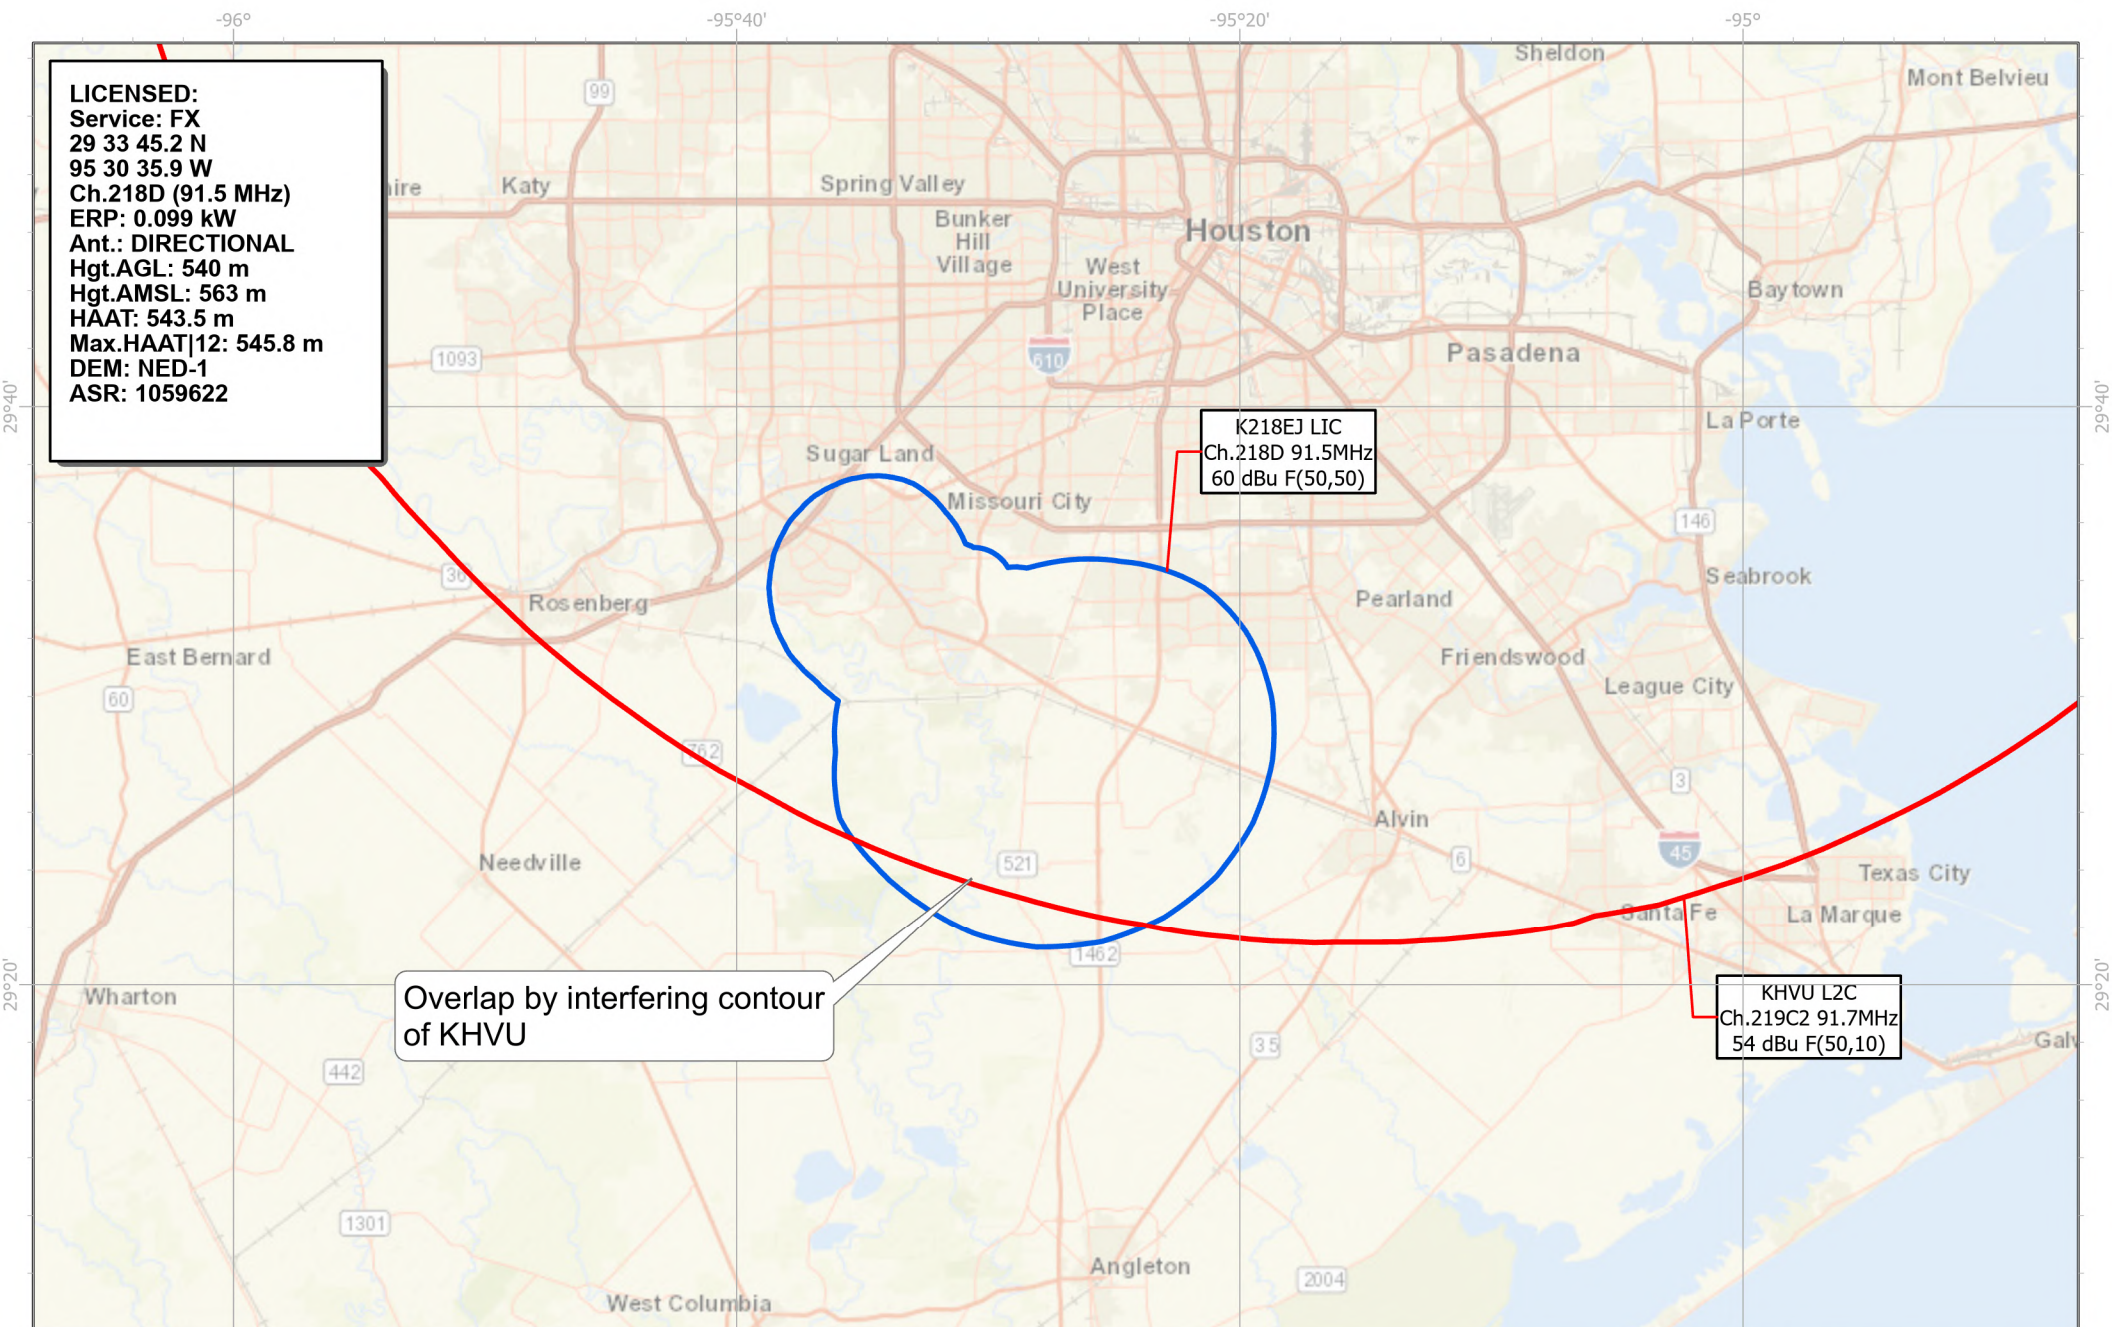 -96°
-95°40'
-95°20'
-95°
LICENSED:
Service: FX
29 33 45.2 N
95 30 35.9 W
Ch.218D (91.5 MHz)
ERP: 0.099 kW
Ant.: DIRECTIONAL
Hgt.AGL: 540 m
Hgt.AMSL: 563 m
HAAT: 543.5 m
Max.HAAT|12: 545.8 m
DEM: NED-1
ASR: 1059622
Sheldon
Mont Belvieu
99
Katy
Spring Valley
Bunker
Hill
Village
Houston
West
University
Place
Baytown
610
1093
Pasadena
29°40'
29°40'
La Porte
K218EJ LIC
Ch.218D 91.5MHz
60 dBu F(50,50)
Sugar Land
Missouri City
146
36
Seabrook
Rosenberg
Pearland
East Bernard
Friendswood
League City
60
762
3
Alvin
45
6
Needville
521
Texas City
Santa Fe
La Marque
1462
29°20'
29°20'
Wharton
Overlap by interfering contour
of KHVU
KHVU L2C
Ch.219C2 91.7MHz
54 dBu F(50,10)
35
Galv
442
1301
Angleton
2004
West Columbia